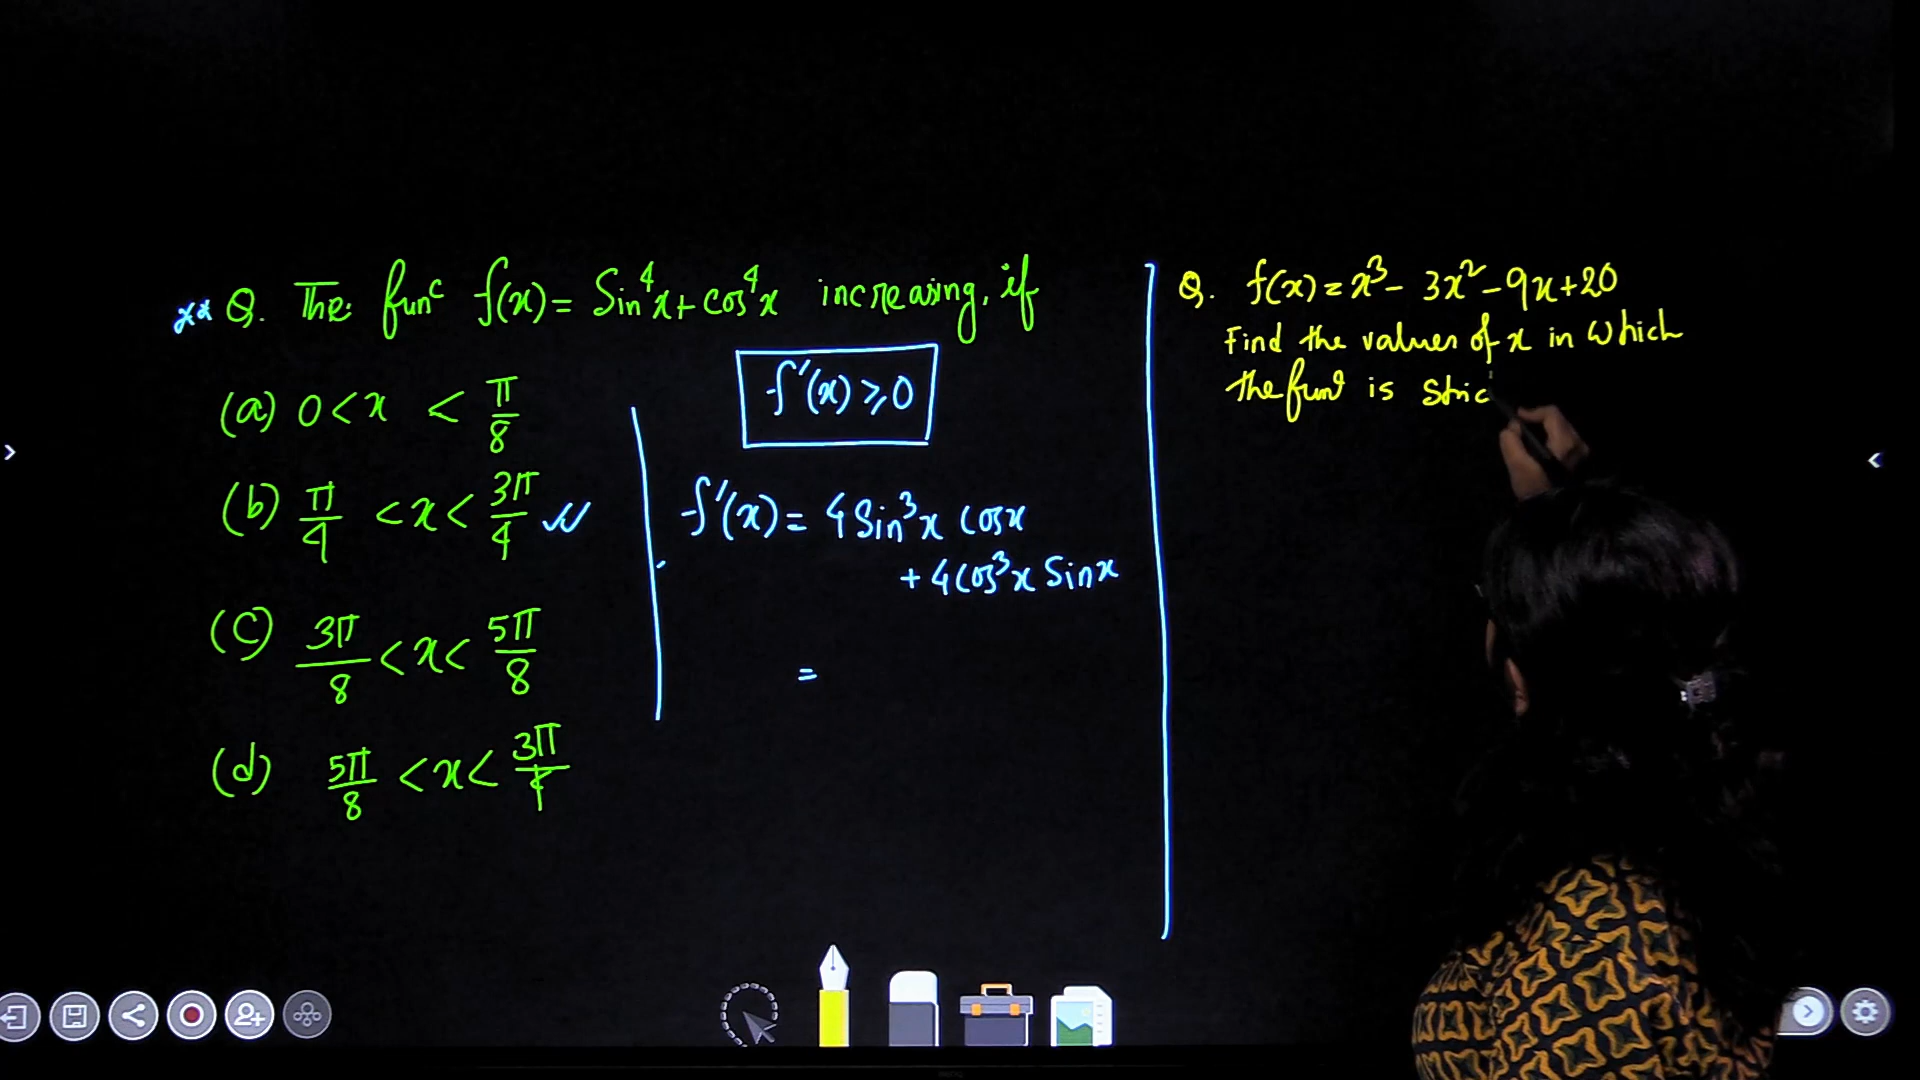 ** Q. The func f(x) = Sin⁴x + cos⁴x increasing, if
f'(x) ⩾ 0
(a) 0 < x < π/8
(b) π/4 < x < 3π/4
(c) 3π/8 < x < 5π/8
(d) 5π/8 < x < 3π/4
f'(x) = 4 Sin³x cosx
+ 4 cos³x Sinx
=
Q. f(x) = x³ - 3x² - 9x + 20
Find the values of x in which
the func is Stric